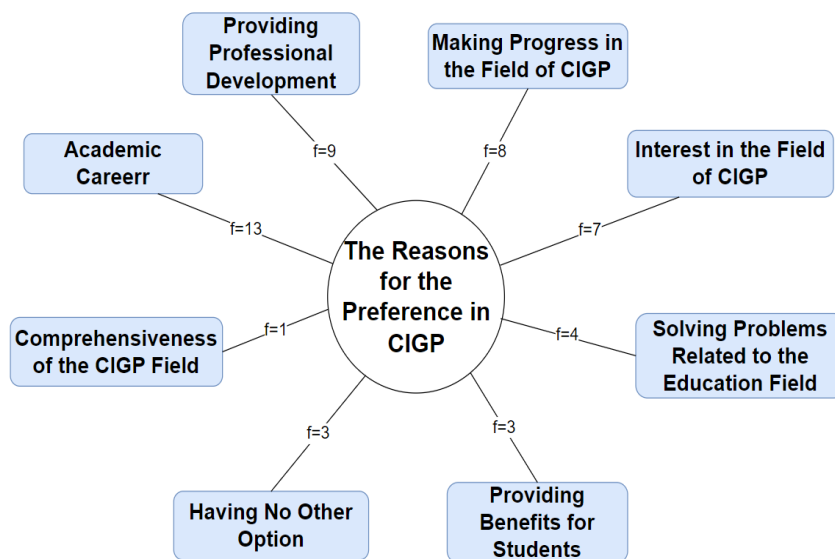 Providing
Professional
Development
f=9
Making Progress in
the Field of CIGP
f=8
Academic
Careerr
f=13
Interest in the Field
of CIGP
f=7
The Reasons
for the
Preference in
CIGP
Comprehensiveness
of the CIGP Field
f=1
Solving Problems
Related to the
Education Field
f=4
Having No Other
Option
f=3
Providing
Benefits for
Students
f=3